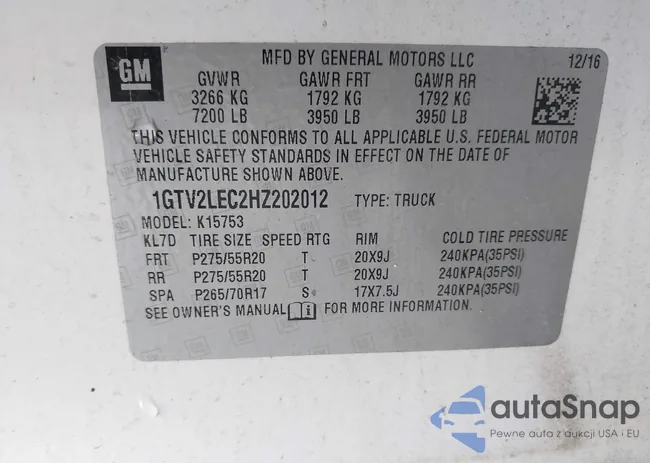 GM
MFD BY GENERAL MOTORS LLC 12/16
GVWR GAWR FRT GAWR RR
3266 KG 1792 KG 1792 KG
7200 LB 3950 LB 3950 LB
THIS VEHICLE CONFORMS TO ALL APPLICABLE U.S. FEDERAL MOTOR
VEHICLE SAFETY STANDARDS IN EFFECT ON THE DATE OF
MANUFACTURE SHOWN ABOVE.
1GTV2LEC2HZ202012 TYPE: TRUCK
MODEL: K15753
KL7D TIRE SIZE SPEED RTG RIM COLD TIRE PRESSURE
FRT P275/55R20 T 20X9J 240KPA(35PSI)
RR P275/55R20 T 20X9J 240KPA(35PSI)
SPA P265/70R17 S 17X7.5J 240KPA(35PSI)
SEE OWNER'S MANUAL FOR MORE INFORMATION.
autaSnap
Pewne auta z aukcji USA i EU